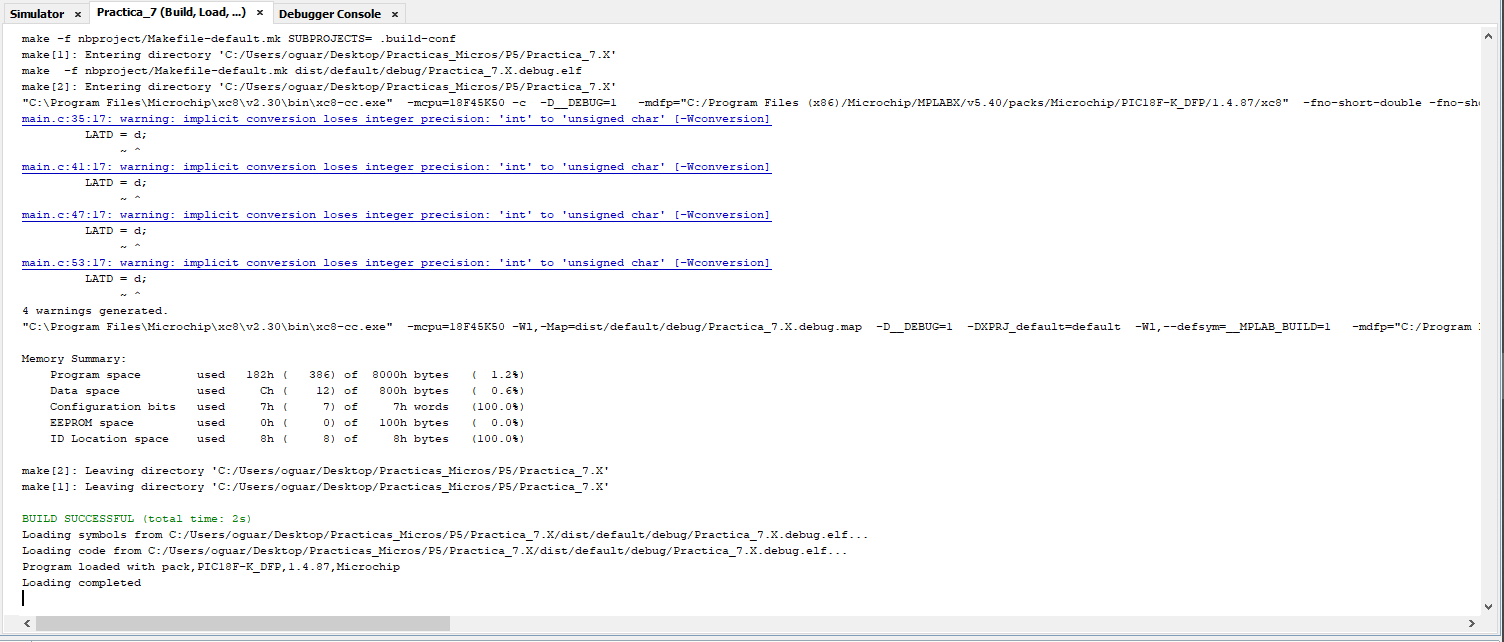 Simulator × Practica_7 (Build, Load, ...) × Debugger Console ×
make -f nbproject/Makefile-default.mk SUBPROJECTS= .build-conf
make[1]: Entering directory 'C:/Users/oguar/Desktop/Practicas_Micros/P5/Practica_7.X'
make  -f nbproject/Makefile-default.mk dist/default/debug/Practica_7.X.debug.elf
make[2]: Entering directory 'C:/Users/oguar/Desktop/Practicas_Micros/P5/Practica_7.X'
"C:\Program Files\Microchip\xc8\v2.30\bin\xc8-cc.exe"  -mcpu=18F45K50 -c  -D__DEBUG=1   -mdfp="C:/Program Files (x86)/Microchip/MPLABX/v5.40/packs/Microchip/PIC18F-K_DFP/1.4.87/xc8"  -fno-short-double -fno-sho
main.c:35:17: warning: implicit conversion loses integer precision: 'int' to 'unsigned char' [-Wconversion]
        LATD = d;
             ~ ^
main.c:41:17: warning: implicit conversion loses integer precision: 'int' to 'unsigned char' [-Wconversion]
        LATD = d;
             ~ ^
main.c:47:17: warning: implicit conversion loses integer precision: 'int' to 'unsigned char' [-Wconversion]
        LATD = d;
             ~ ^
main.c:53:17: warning: implicit conversion loses integer precision: 'int' to 'unsigned char' [-Wconversion]
        LATD = d;
             ~ ^
4 warnings generated.
"C:\Program Files\Microchip\xc8\v2.30\bin\xc8-cc.exe"  -mcpu=18F45K50 -Wl,-Map=dist/default/debug/Practica_7.X.debug.map  -D__DEBUG=1  -DXPRJ_default=default  -Wl,--defsym=__MPLAB_BUILD=1   -mdfp="C:/Program
Memory Summary:
    Program space        used   182h (   386) of  8000h bytes   (  1.2%)
    Data space           used     Ch (    12) of   800h bytes   (  0.6%)
    Configuration bits   used     7h (     7) of     7h words   (100.0%)
    EEPROM space         used     0h (     0) of   100h bytes   (  0.0%)
    ID Location space    used     8h (     8) of     8h bytes   (100.0%)
make[2]: Leaving directory 'C:/Users/oguar/Desktop/Practicas_Micros/P5/Practica_7.X'
make[1]: Leaving directory 'C:/Users/oguar/Desktop/Practicas_Micros/P5/Practica_7.X'
BUILD SUCCESSFUL (total time: 2s)
Loading symbols from C:/Users/oguar/Desktop/Practicas_Micros/P5/Practica_7.X/dist/default/debug/Practica_7.X.debug.elf...
Loading code from C:/Users/oguar/Desktop/Practicas_Micros/P5/Practica_7.X/dist/default/debug/Practica_7.X.debug.elf...
Program loaded with pack,PIC18F-K_DFP,1.4.87,Microchip
Loading completed